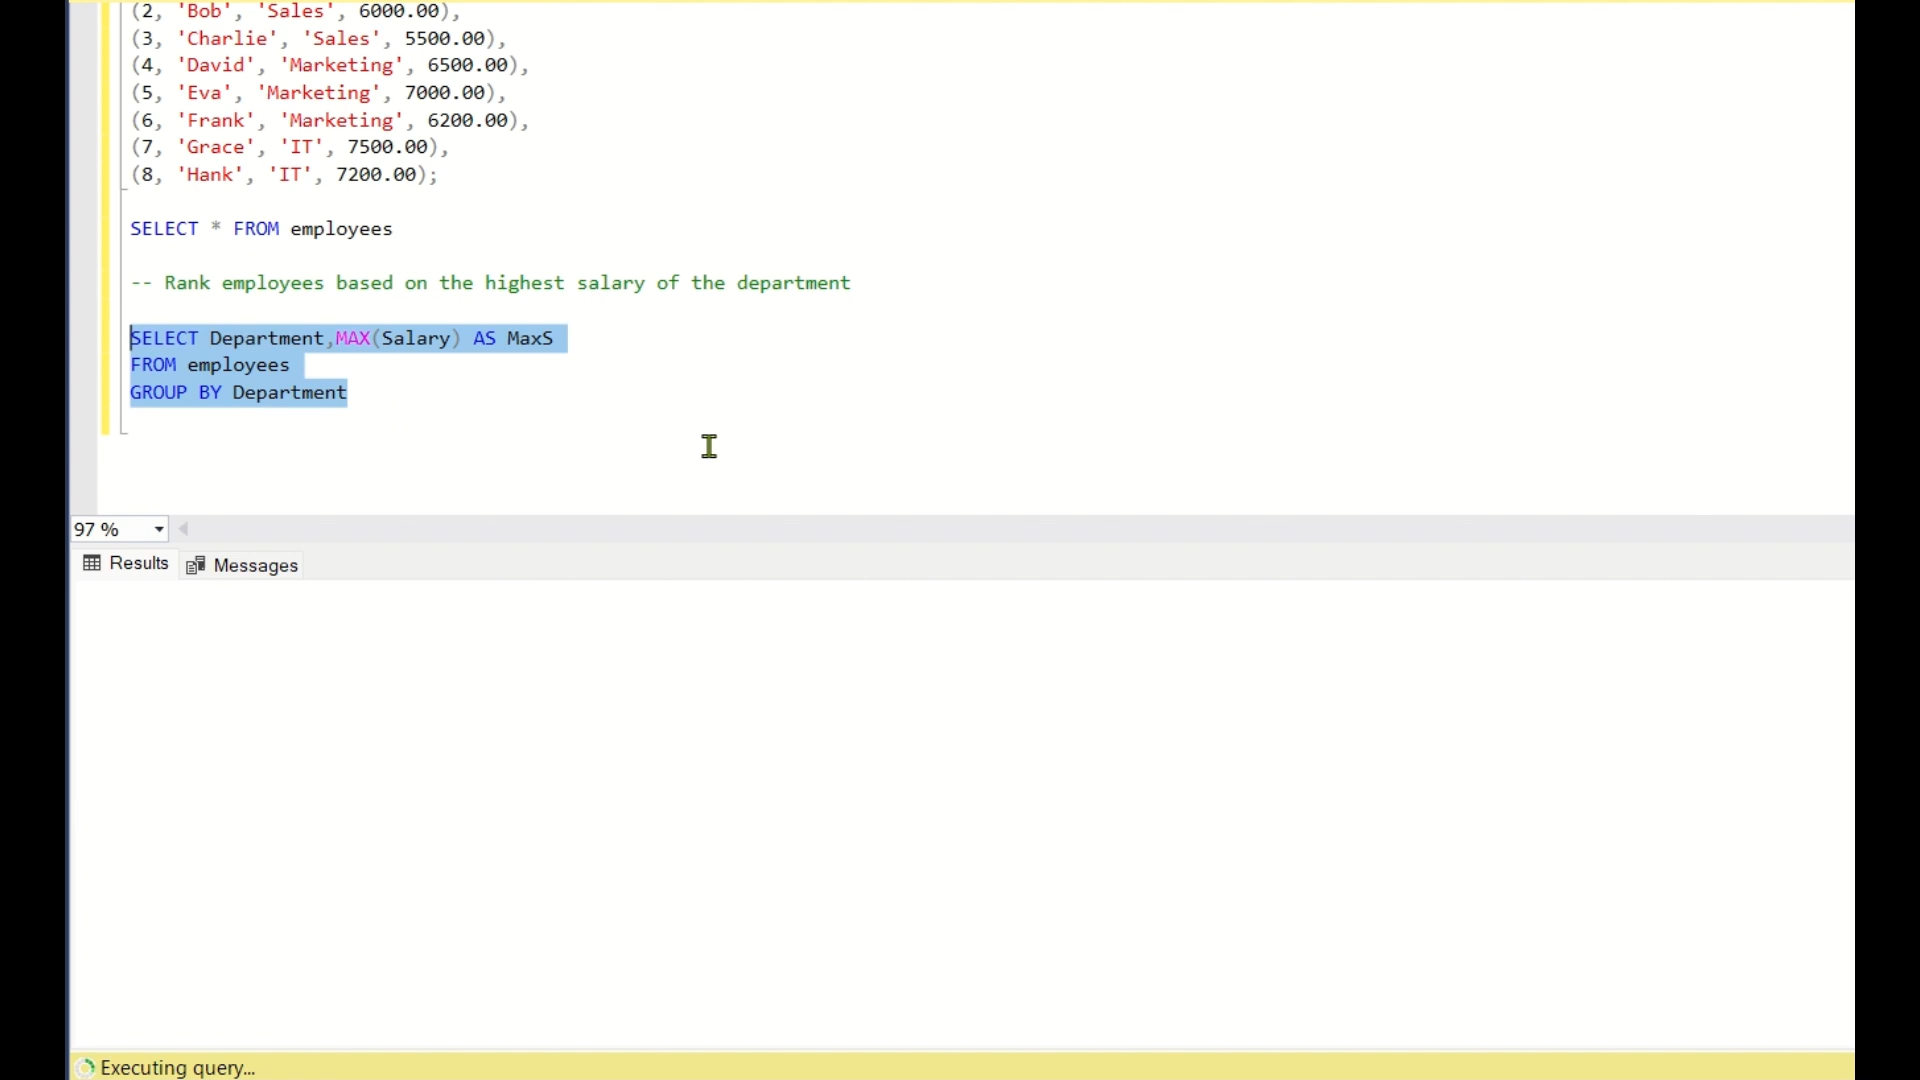 (2, 'Bob', 'Sales', 6000.00),
(3, 'Charlie', 'Sales', 5500.00),
(4, 'David', 'Marketing', 6500.00),
(5, 'Eva', 'Marketing', 7000.00),
(6, 'Frank', 'Marketing', 6200.00),
(7, 'Grace', 'IT', 7500.00),
(8, 'Hank', 'IT', 7200.00);
SELECT * FROM employees
-- Rank employees based on the highest salary of the department
SELECT Department,MAX(Salary) AS MaxS
FROM employees
GROUP BY Department
97 %
Results Messages
Executing query...